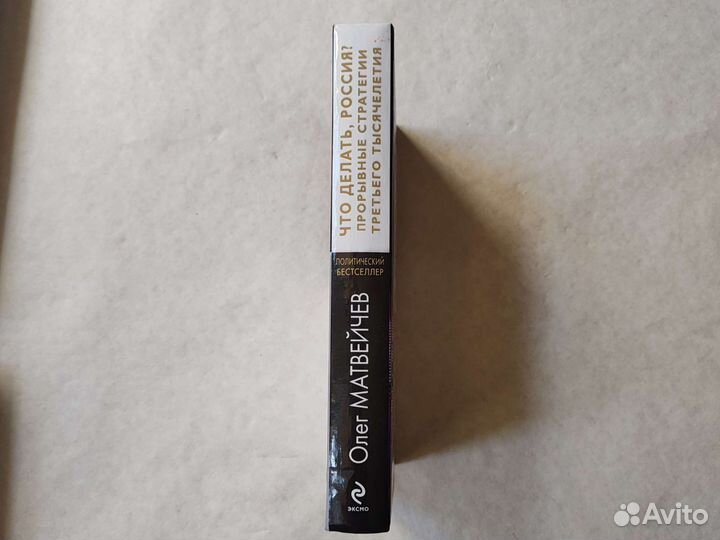 ЧТО ДЕЛАТЬ, РОССИЯ?
ПРОРЫВНЫЕ СТРАТЕГИИ
ТРЕТЬЕГО ТЫСЯЧЕЛЕТИЯ
ПОЛИТИЧЕСКИЙ
БЕСТСЕЛЛЕР
Олег МАТВЕЙЧЕВ
ЭКСМО
Avito